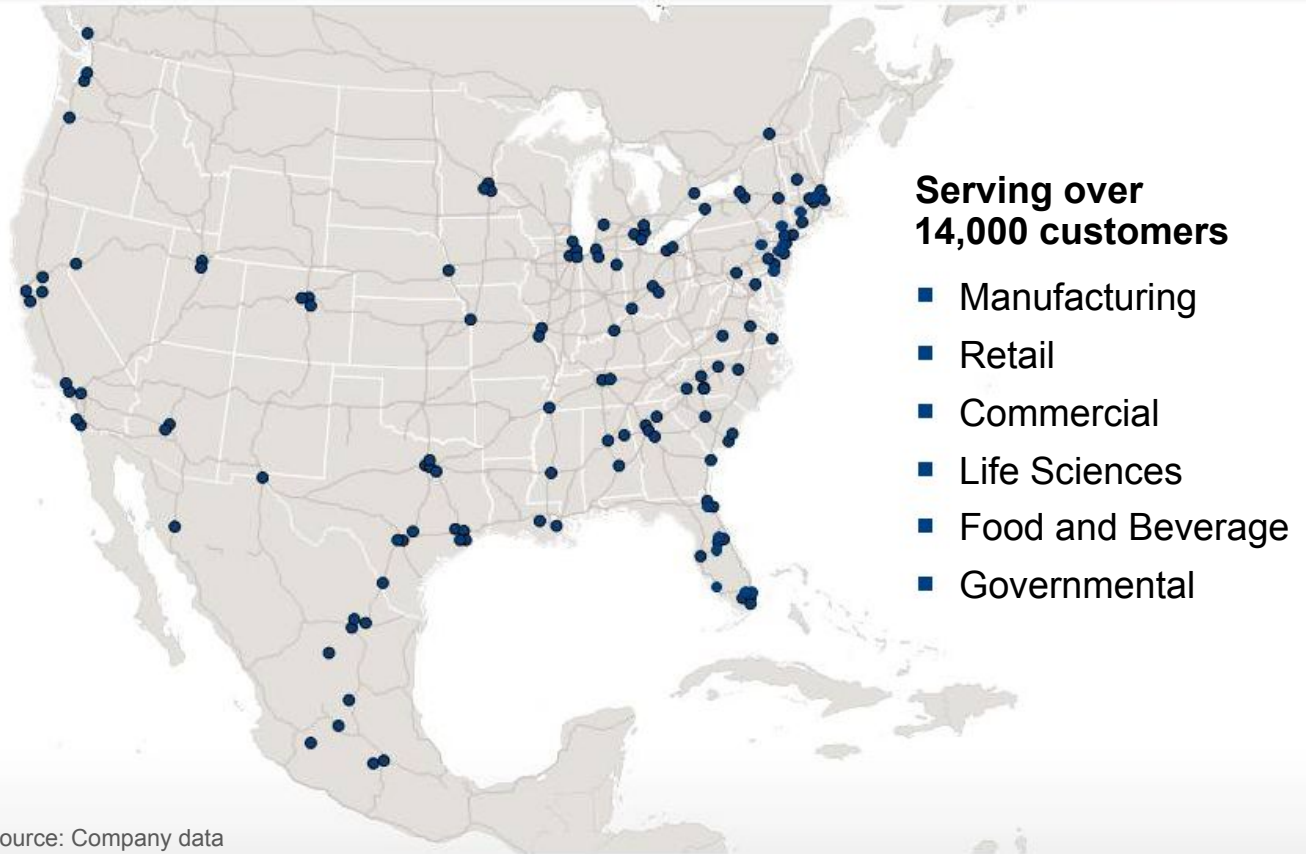 Serving over
14,000 customers
■ Manufacturing
■ Retail
■ Commercial
■ Life Sciences
■ Food and Beverage
■ Governmental
ource: Company data